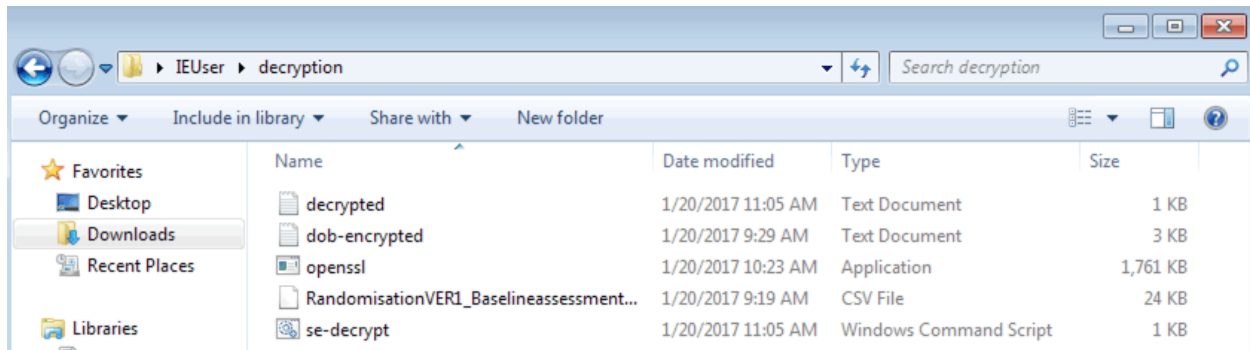 IEUser decryption Search decryption
Organize Include in library Share with New folder
Favorites Name Date modified Type Size
Desktop decrypted 1/20/2017 11:05 AM Text Document 1 KB
Downloads dob-encrypted 1/20/2017 9:29 AM Text Document 3 KB
Recent Places openssl 1/20/2017 10:23 AM Application 1,761 KB
RandomisationVER1_Baselineassessment... 1/20/2017 9:19 AM CSV File 24 KB
Libraries se-decrypt 1/20/2017 11:05 AM Windows Command Script 1 KB